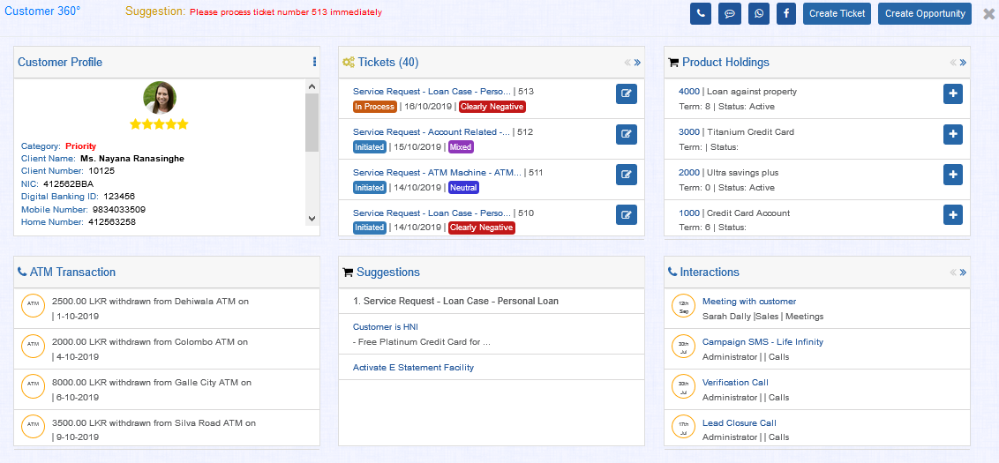 Customer 360°
Suggestion: Please process ticket number 513 immediately
Create Ticket
Create Opportunity
Customer Profile
Category: Priority
Client Name: Ms. Nayana Ranasinghe
Client Number: 10125
NIC: 412562BBA
Digital Banking ID: 123456
Mobile Number: 9834033509
Home Number: 412563258
Tickets (40)
Service Request - Loan Case - Perso... | 513
In Process | 16/10/2019 | Clearly Negative
Service Request - Account Related -... | 512
Initiated | 15/10/2019 | Mixed
Service Request - ATM Machine - ATM... | 511
Initiated | 14/10/2019 | Neutral
Service Request - Loan Case - Perso... | 510
Initiated | 14/10/2019 | Clearly Negative
Product Holdings
4000 | Loan against property
Term: 8 | Status: Active
3000 | Titanium Credit Card
Term: | Status:
2000 | Ultra savings plus
Term: 0 | Status: Active
1000 | Credit Card Account
Term: 6 | Status:
ATM Transaction
ATM
2500.00 LKR withdrawn from Dehiwala ATM on
| 1-10-2019
ATM
2000.00 LKR withdrawn from Colombo ATM on
| 4-10-2019
ATM
8000.00 LKR withdrawn from Galle City ATM on
| 6-10-2019
ATM
3500.00 LKR withdrawn from Silva Road ATM on
| 9-10-2019
Suggestions
1. Service Request - Loan Case - Personal Loan
Customer is HNI
- Free Platinum Credit Card for ...
Activate E Statement Facility
Interactions
12th
Sep
Meeting with customer
Sarah Dally |Sales | Meetings
30th
Jul
Campaign SMS - Life Infinity
Administrator | | Calls
30th
Jul
Verification Call
Administrator | | Calls
17th
Jul
Lead Closure Call
Administrator | | Calls